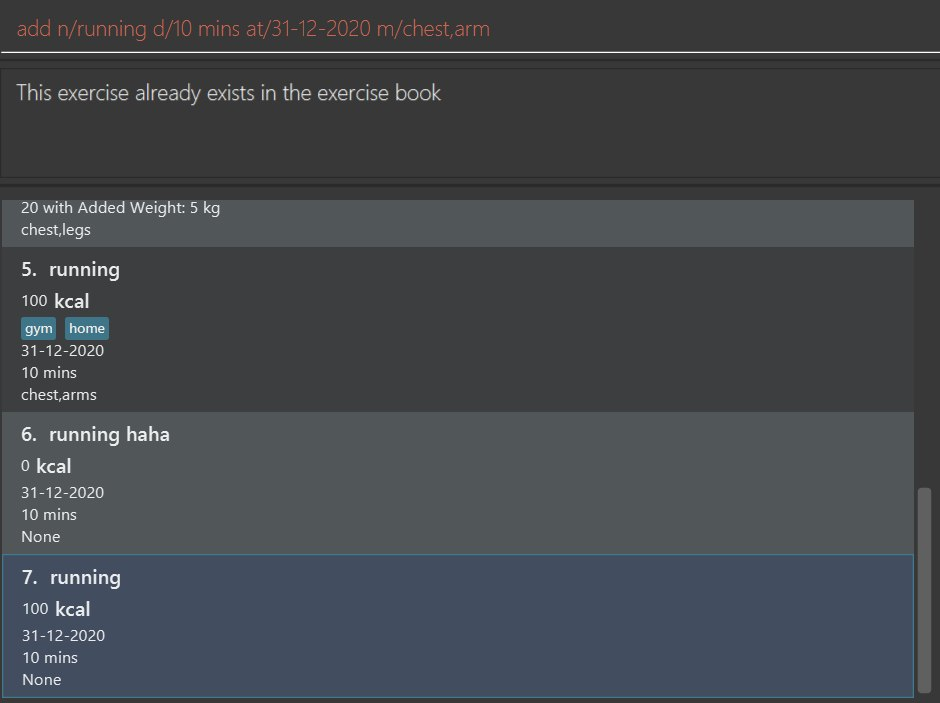 add n/running d/10 mins at/31-12-2020 m/chest,arm
This exercise already exists in the exercise book
20 with Added Weight: 5 kg
chest,legs
5. running
100 kcal
gym home
31-12-2020
10 mins
chest,arms
6. running haha
0 kcal
31-12-2020
10 mins
None
7. running
100 kcal
31-12-2020
10 mins
None